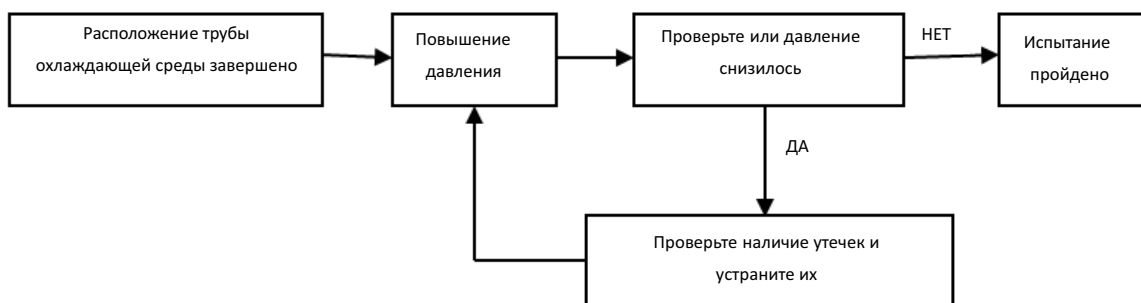 Расположение трубы
охлаждающей среды завершено
Повышение
давления
Проверьте или давление
снизилось
НЕТ
Испытание
пройдено
ДА
Проверьте наличие утечек и
устраните их